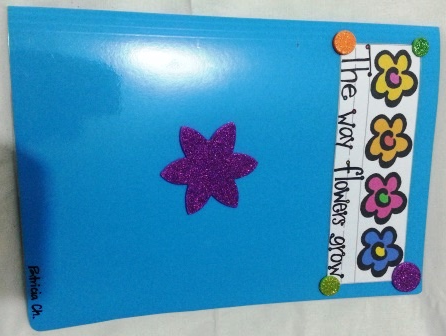 The way flowers grow
Patricia Ch.